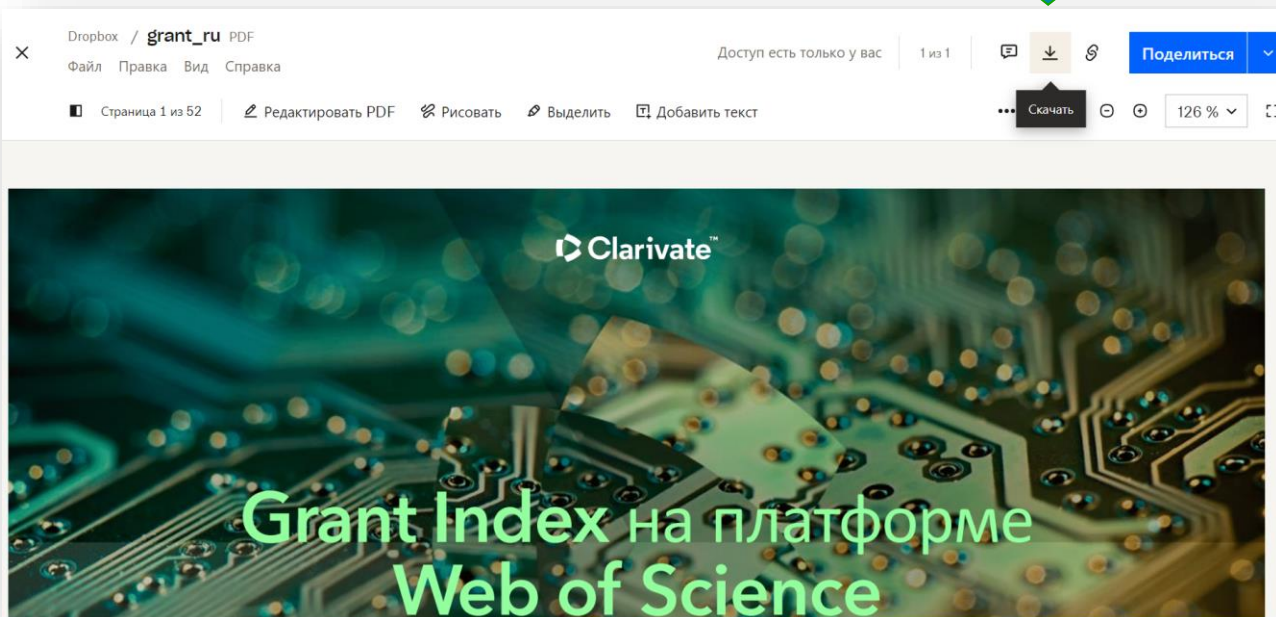 Dropbox / grant_ru PDF
Файл Правка Вид Справка
Доступ есть только у вас
1 из 1
Поделиться
Страница 1 из 52
Редактировать PDF
Рисовать
Выделить
Добавить текст
Скачать
126 %
Clarivate™
Grant Index на платформе
Web of Science